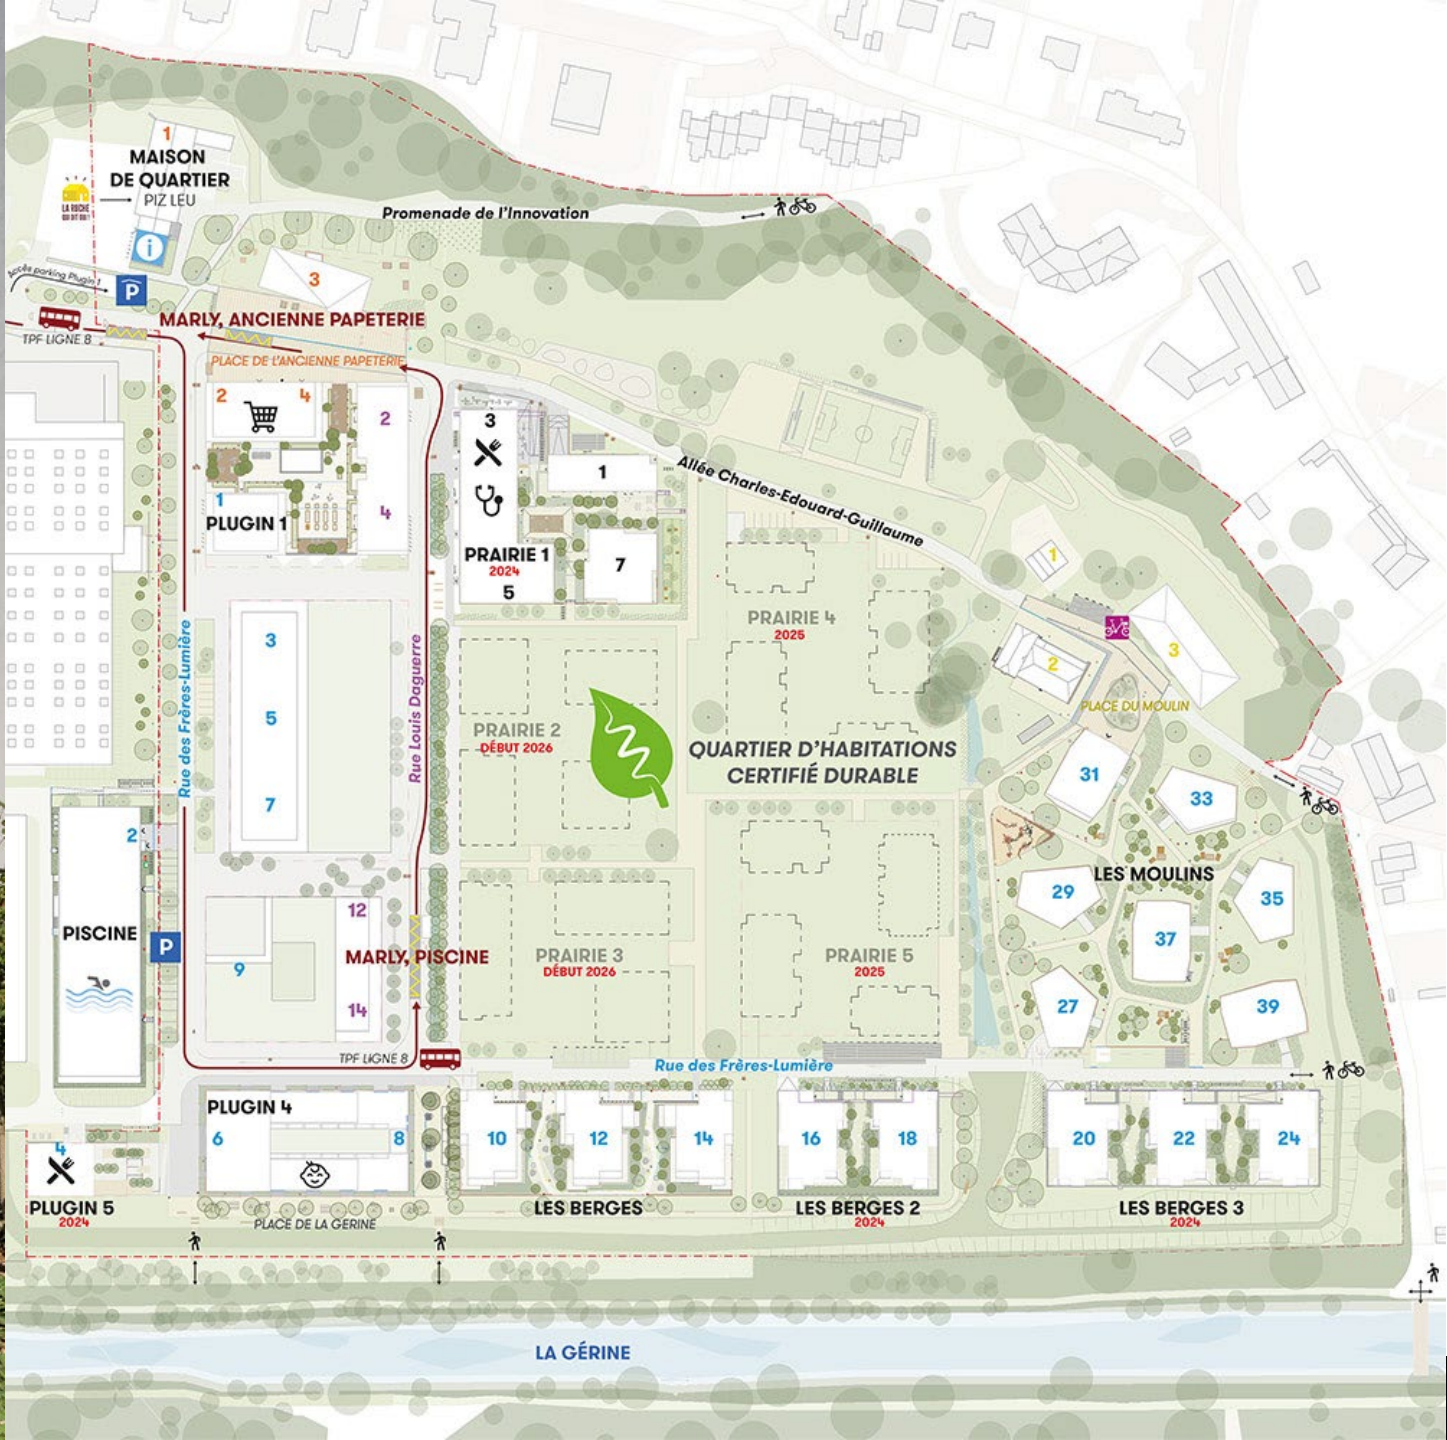 1
MAISON
DE QUARTIER
PIZ LEU
LA ROCHE
QUI DIT OUI !
i
Promenade de l'Innovation
Accès parking Plugin 1
P
3
TPF LIGNE 8
MARLY, ANCIENNE PAPETERIE
PLACE DE L'ANCIENNE PAPETERIE
2
4
2
1
PLUGIN 1
4
3
1
PRAIRIE 1
2024
5
7
Allée Charles-Edouard-Guillaume
PRAIRIE 4
2025
1
2
3
PLACE DU MOULIN
Rue des Frères-Lumière
3
5
7
Rue Louis Daguerre
PRAIRIE 2
DÉBUT 2026
QUARTIER D'HABITATIONS
CERTIFIÉ DURABLE
31
33
LES MOULINS
29
35
37
27
39
2
PISCINE
P
12
9
MARLY, PISCINE
14
PRAIRIE 3
DÉBUT 2026
PRAIRIE 5
2025
TPF LIGNE 8
Rue des Frères-Lumière
PLUGIN 4
6
8
10
12
14
16
18
20
22
24
4
PLUGIN 5
2024
PLACE DE LA GÉRINE
LES BERGES
LES BERGES 2
2024
LES BERGES 3
2024
LA GÉRINE